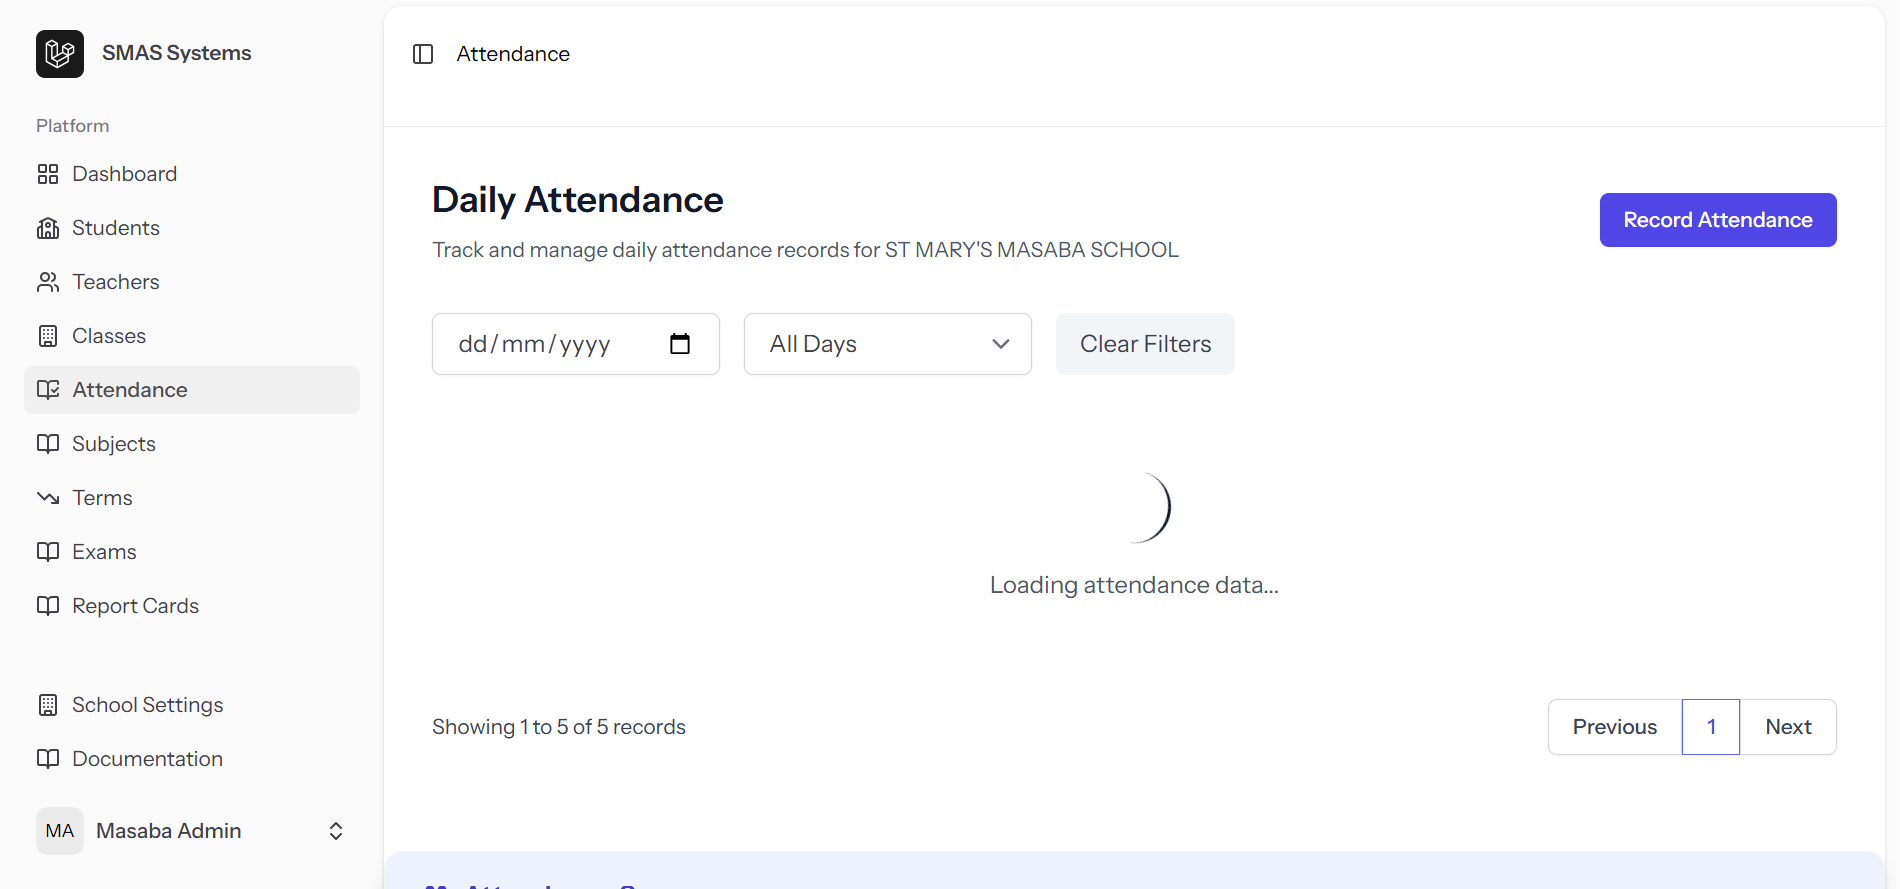 SMAS Systems
Platform
Dashboard
Students
Teachers
Classes
Attendance
Subjects
Terms
Exams
Report Cards
School Settings
Documentation
MA Masaba Admin
Attendance
Daily Attendance
Record Attendance
Track and manage daily attendance records for ST MARY'S MASABA SCHOOL
dd/mm/yyyy All Days Clear Filters
Loading attendance data...
Showing 1 to 5 of 5 records
Previous 1 Next